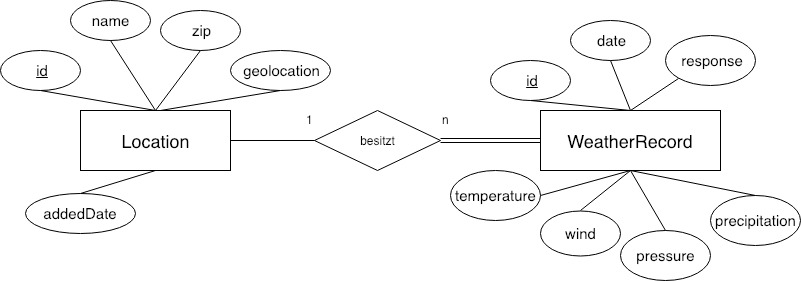 name
zip
id
geolocation
Location
addedDate
1
besitzt
n
date
response
id
WeatherRecord
temperature
wind
pressure
precipitation